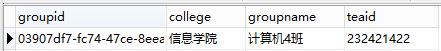 groupid college groupname teaid
03907df7-fc74-47ce-8eea 信息学院 计算机4班 232421422